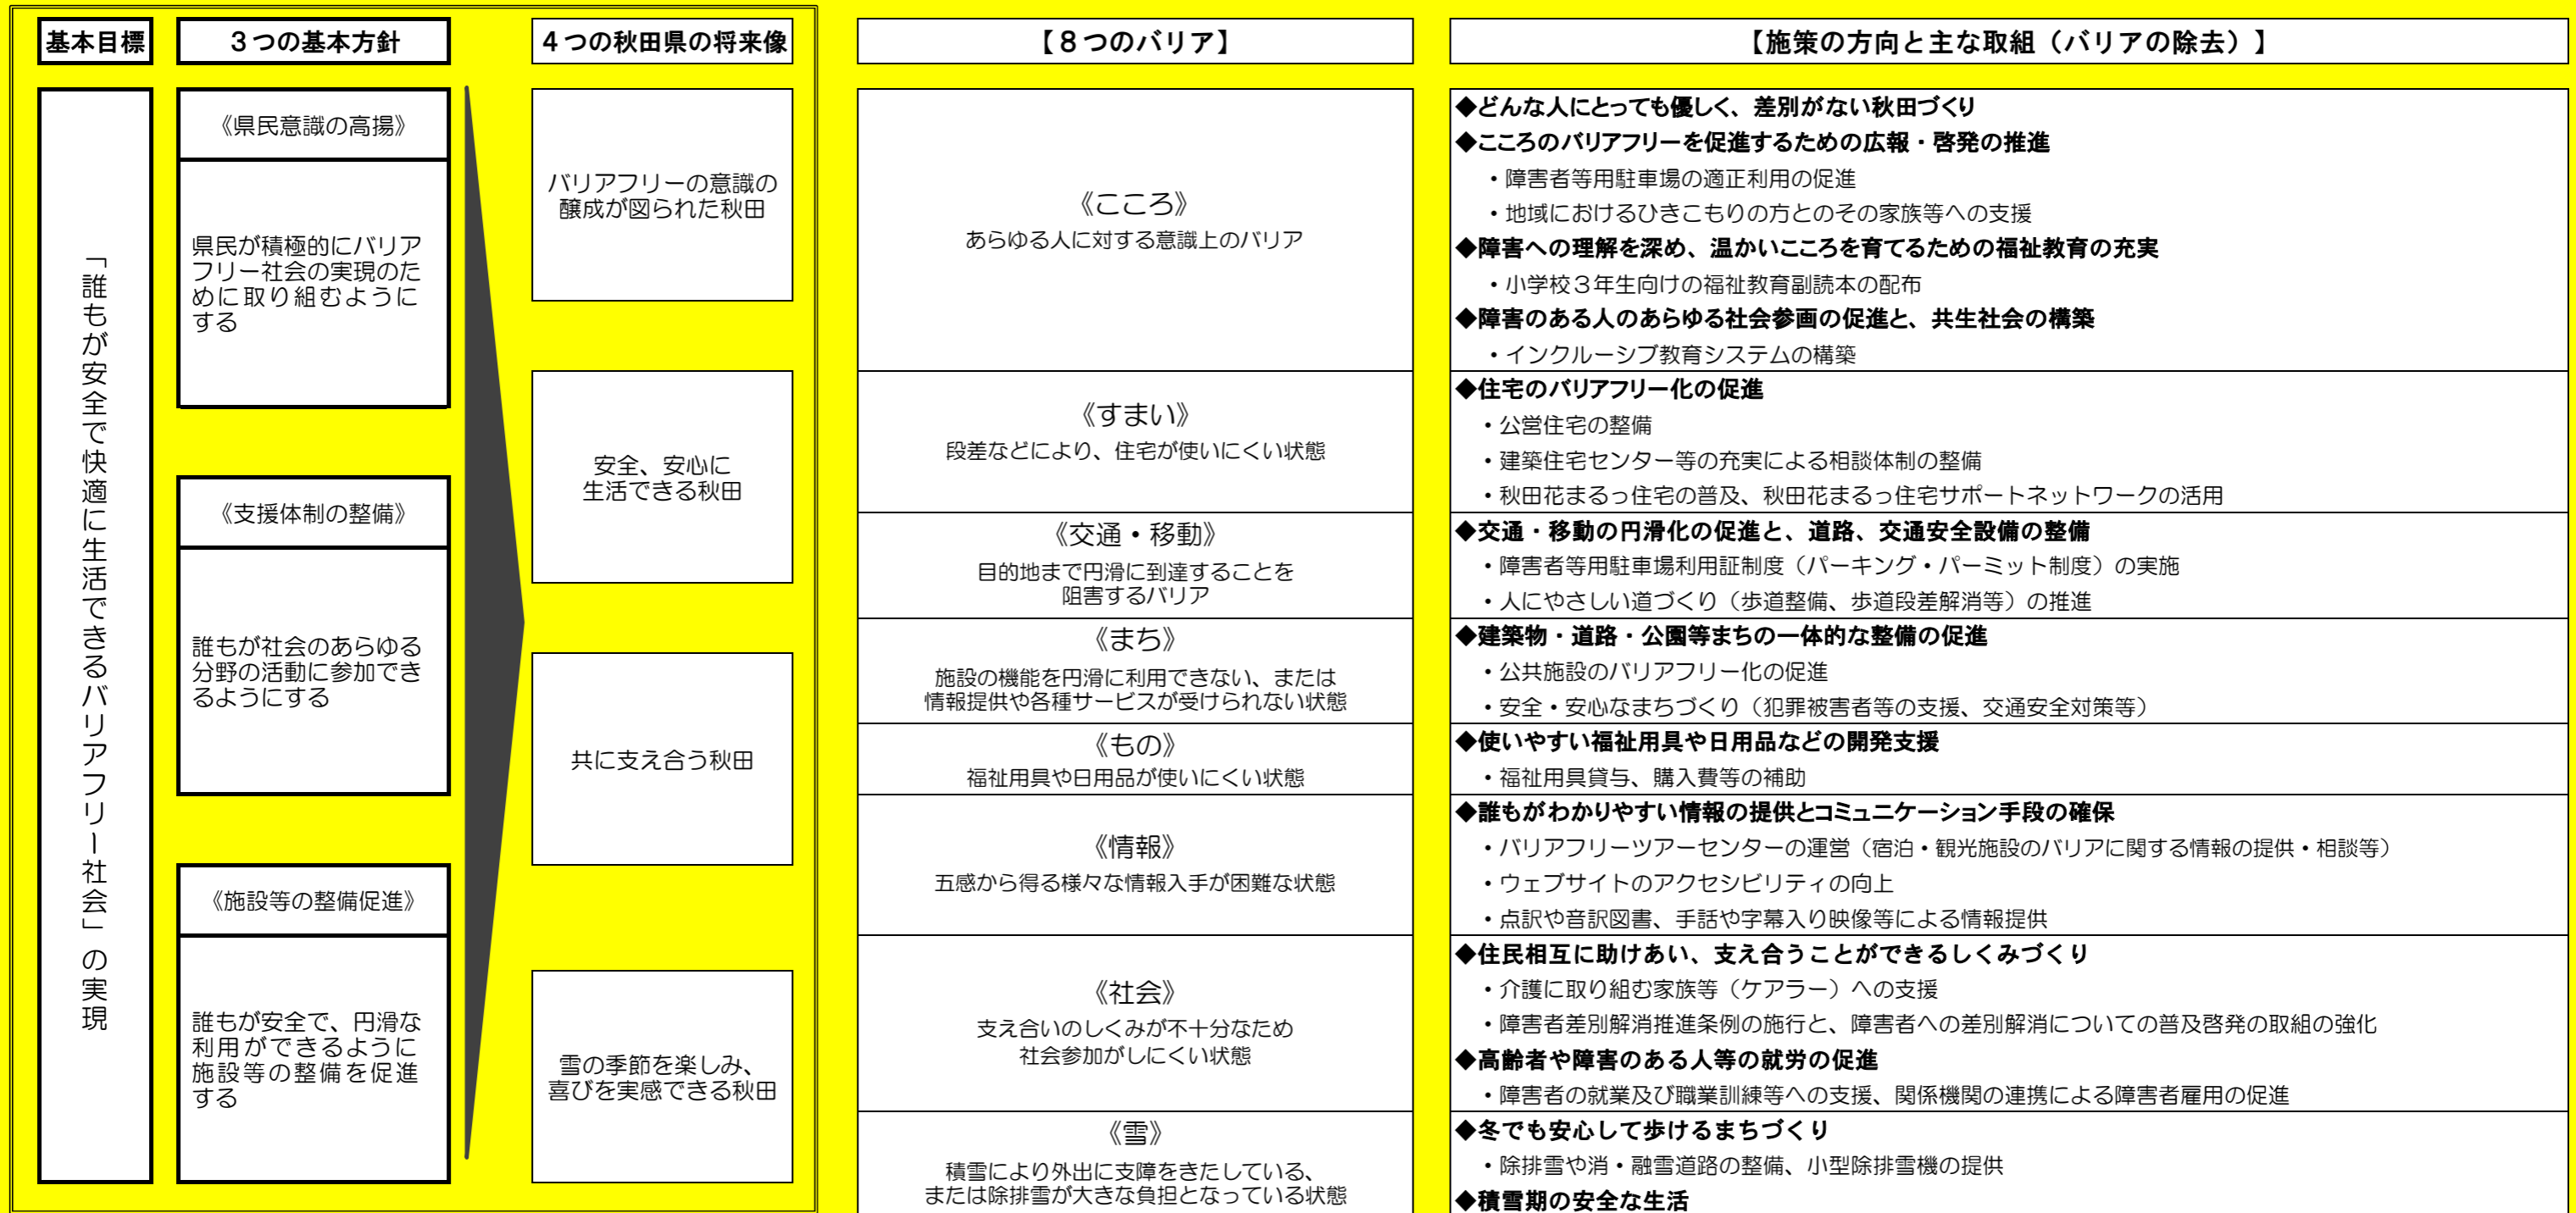 基本目標
3つの基本方針
4つの秋田県の将来像
【8つのバリア】
【施策の方向と主な取組（バリアの除去）】
「誰もが安全で快適に生活できるバリアフリー社会」の実現
《県民意識の高揚》
県民が積極的にバリア
フリー社会の実現のた
めに取り組むように
する
《支援体制の整備》
誰もが社会のあらゆる
分野の活動に参加でき
るようにする
《施設等の整備促進》
誰もが安全で、円滑な
利用ができるように
施設等の整備を促進
する
バリアフリーの意識の
醸成が図られた秋田
安全、安心に
生活できる秋田
共に支え合う秋田
雪の季節を楽しみ、
喜びを実感できる秋田
《こころ》
あらゆる人に対する意識上のバリア
◆どんな人にとっても優しく、差別がない秋田づくり
◆こころのバリアフリーを促進するための広報・啓発の推進
・障害者等用駐車場の適正利用の促進
・地域におけるひきこもりの方とのその家族等への支援
◆障害への理解を深め、温かいこころを育てるための福祉教育の充実
・小学校3年生向けの福祉教育副読本の配布
◆障害のある人のあらゆる社会参画の促進と、共生社会の構築
・インクルーシブ教育システムの構築
《すまい》
段差などにより、住宅が使いにくい状態
◆住宅のバリアフリー化の促進
・公営住宅の整備
・建築住宅センター等の充実による相談体制の整備
・秋田花まるっ住宅の普及、秋田花まるっ住宅サポートネットワークの活用
《交通・移動》
目的地まで円滑に到達することを
阻害するバリア
◆交通・移動の円滑化の促進と、道路、交通安全設備の整備
・障害者等用駐車場利用証制度（パーキング・パーミット制度）の実施
・人にやさしい道づくり（歩道整備、歩道段差解消等）の推進
《まち》
施設の機能を円滑に利用できない、または
情報提供や各種サービスが受けられない状態
◆建築物・道路・公園等まちの一体的な整備の促進
・公共施設のバリアフリー化の促進
・安全・安心なまちづくり（犯罪被害者等の支援、交通安全対策等）
《もの》
福祉用具や日用品が使いにくい状態
◆使いやすい福祉用具や日用品などの開発支援
・福祉用具貸与、購入費等の補助
《情報》
五感から得る様々な情報入手が困難な状態
◆誰もがわかりやすい情報の提供とコミュニケーション手段の確保
・バリアフリーツアーセンターの運営（宿泊・観光施設のバリアに関する情報の提供・相談等）
・ウェブサイトのアクセシビリティの向上
・点訳や音訳図書、手話や字幕入り映像等による情報提供
《社会》
支え合いのしくみが不十分なため
社会参加がしにくい状態
◆住民相互に助けあい、支え合うことができるしくみづくり
・介護に取り組む家族等（ケアラー）への支援
・障害者差別解消推進条例の施行と、障害者への差別解消についての普及啓発の取組の強化
◆高齢者や障害のある人等の就労の促進
・障害者の就業及び職業訓練等への支援、関係機関の連携による障害者雇用の促進
《雪》
積雪により外出に支障をきたしている、
または除排雪が大きな負担となっている状態
◆冬でも安心して歩けるまちづくり
・除排雪や消・融雪道路の整備、小型除排雪機の提供
◆積雪期の安全な生活